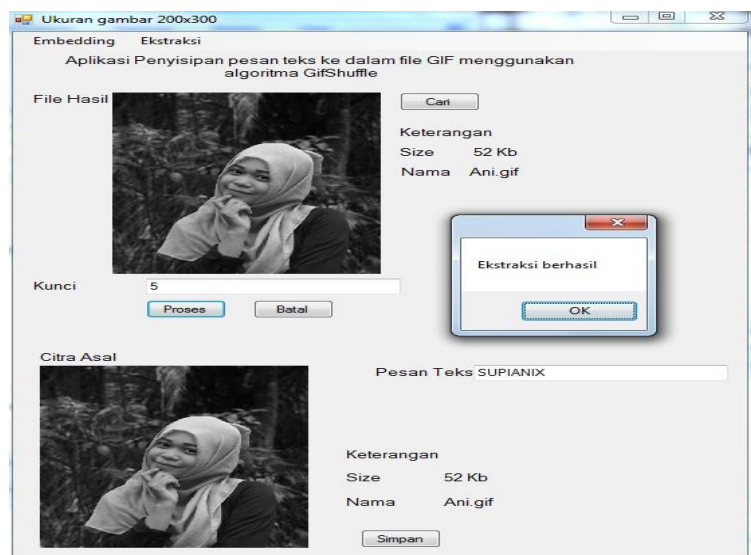 Ukuran gambar 200x300
Embedding Ekstraksi
Aplikasi Penyisipan pesan teks ke dalam file GIF menggunakan
algoritma GifShuffle
File Hasil
Cari
Keterangan
Size 52 Kb
Nama Ani.gif
Ekstraksi berhasil
OK
Kunci 5
Proses Batal
Citra Asal
Pesan Teks SUPIANIX
Keterangan
Size 52 Kb
Nama Ani.gif
Simpan